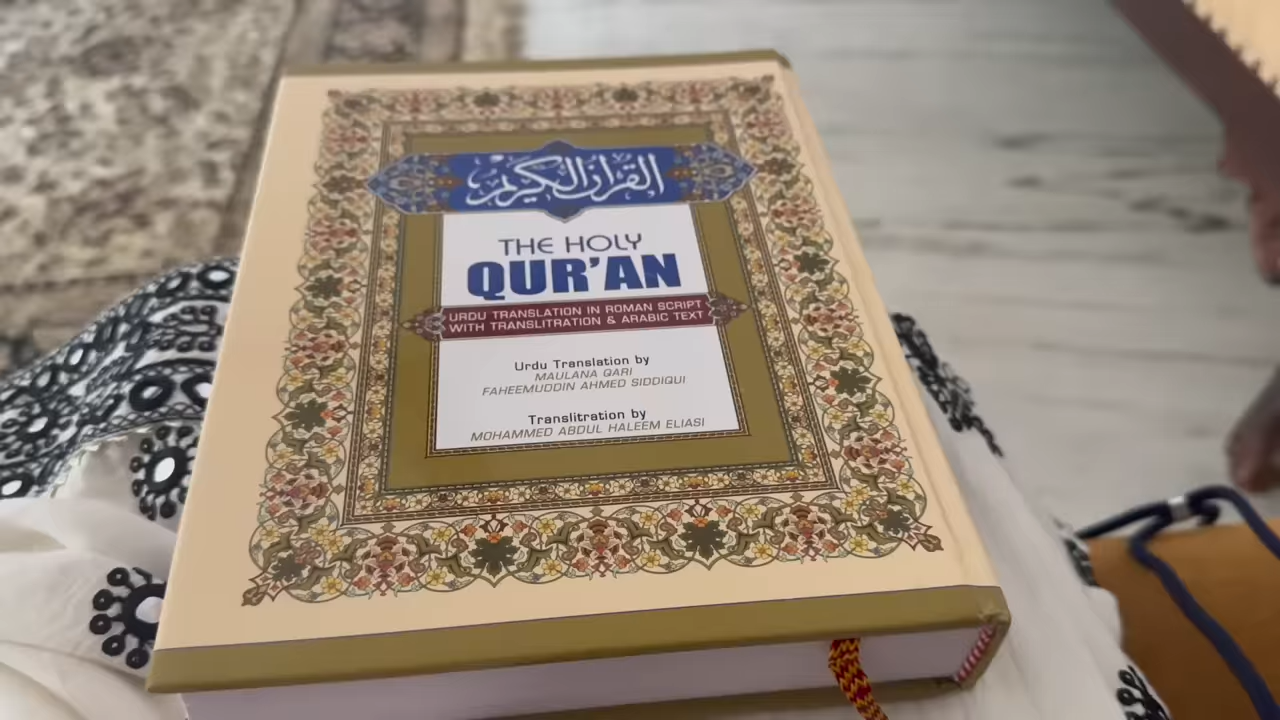 القرآن الكريم
THE HOLY
QUR'AN
URDU TRANSLATION IN ROMAN SCRIPT
WITH TRANSLITRATION & ARABIC TEXT
Urdu Translation by
MAULANA QARI
FAHEEMUDDIN AHMED SIDDIQUI
Translitration by
MOHAMMED ABDUL HALEEM ELIASI